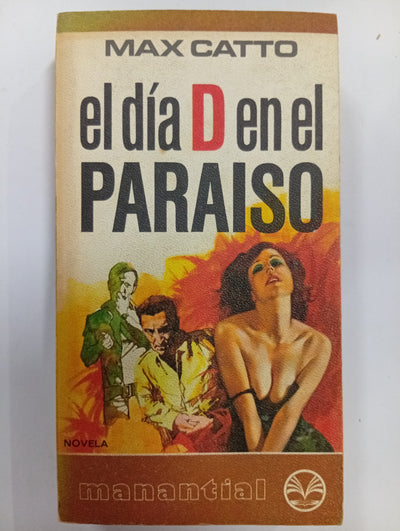 MAX CATTO
el día D en el
PARAISO
NOVELA
manantial